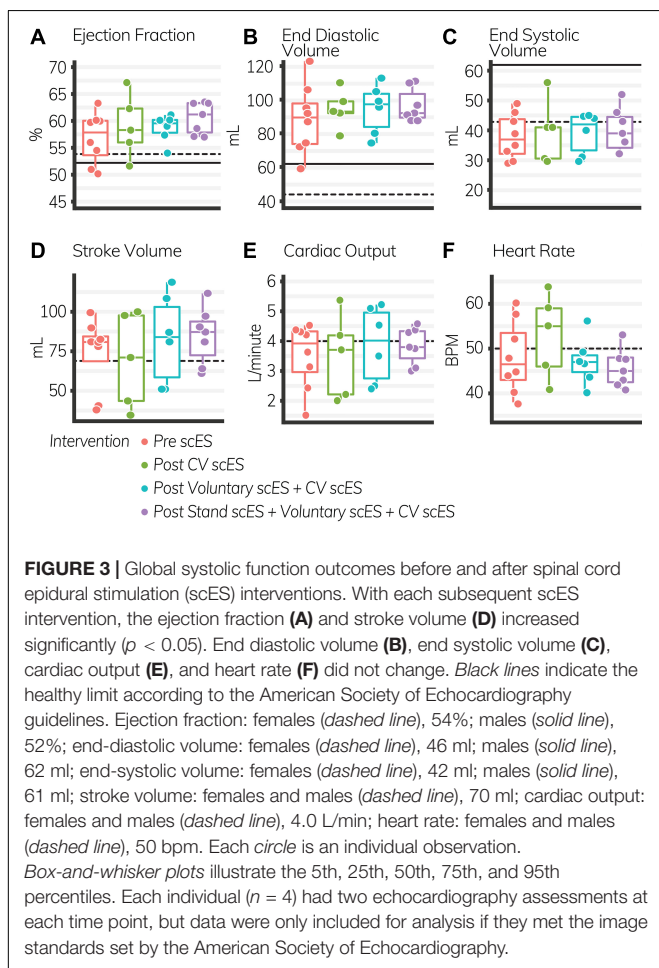 A Ejection Fraction
B End Diastolic Volume
C End Systolic Volume
70
65
60
55
50
45
%
120
100
80
60
40
mL
60
50
40
30
20
mL
D Stroke Volume
E Cardiac Output
F Heart Rate
100
75
50
mL
6
5
4
3
2
L/minute
60
50
40
BPM
Intervention
Pre scES
Post CV scES
Post Voluntary scES + CV scES
Post Stand scES + Voluntary scES + CV scES
FIGURE 3 | Global systolic function outcomes before and after spinal cord
epidural stimulation (scES) interventions. With each subsequent scES
intervention, the ejection fraction (A) and stroke volume (D) increased
significantly (p < 0.05). End diastolic volume (B), end systolic volume (C),
cardiac output (E), and heart rate (F) did not change. Black lines indicate the
healthy limit according to the American Society of Echocardiography
guidelines. Ejection fraction: females (dashed line), 54%; males (solid line),
52%; end-diastolic volume: females (dashed line), 46 ml; males (solid line),
62 ml; end-systolic volume: females (dashed line), 42 ml; males (solid line),
61 ml; stroke volume: females and males (dashed line), 70 ml; cardiac output:
females and males (dashed line), 4.0 L/min; heart rate: females and males
(dashed line), 50 bpm. Each circle is an individual observation.
Box-and-whisker plots illustrate the 5th, 25th, 50th, 75th, and 95th
percentiles. Each individual (n = 4) had two echocardiography assessments at
each time point, but data were only included for analysis if they met the image
standards set by the American Society of Echocardiography.